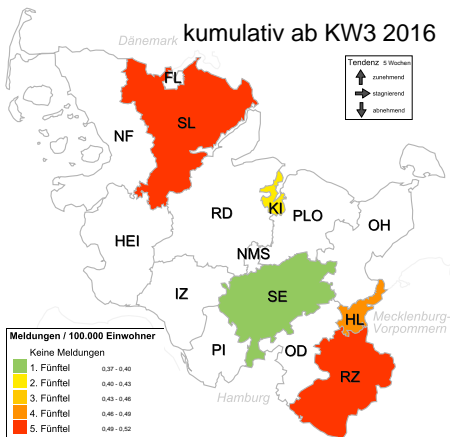 kumulativ ab KW3 2016
Dänemark
Tendenz 5 Wochen
zunehmend
stagnierend
abnehmend
FL
SL
NF
RD
KI
PLO
OH
HEI
NMS
IZ
SE
HL
Mecklenburg-
Vorpommern
PI
OD
RZ
Hamburg
Meldungen / 100.000 Einwohner
Keine Meldungen
1. Fünftel 0,37 - 0,40
2. Fünftel 0,40 - 0,43
3. Fünftel 0,43 - 0,46
4. Fünftel 0,46 - 0,49
5. Fünftel 0,49 - 0,52